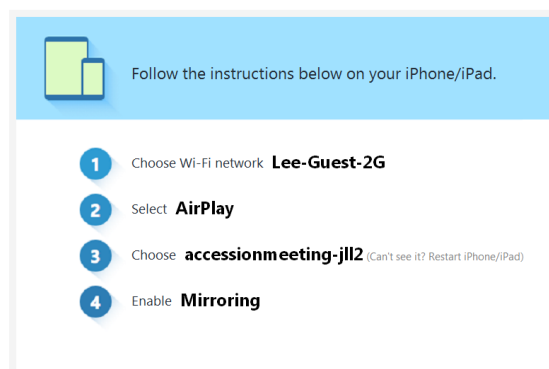 Follow the instructions below on your iPhone/iPad.
1 Choose Wi-Fi network Lee-Guest-2G
2 Select AirPlay
3 Choose accessionmeeting-jll2 (Can't see it? Restart iPhone/iPad)
4 Enable Mirroring